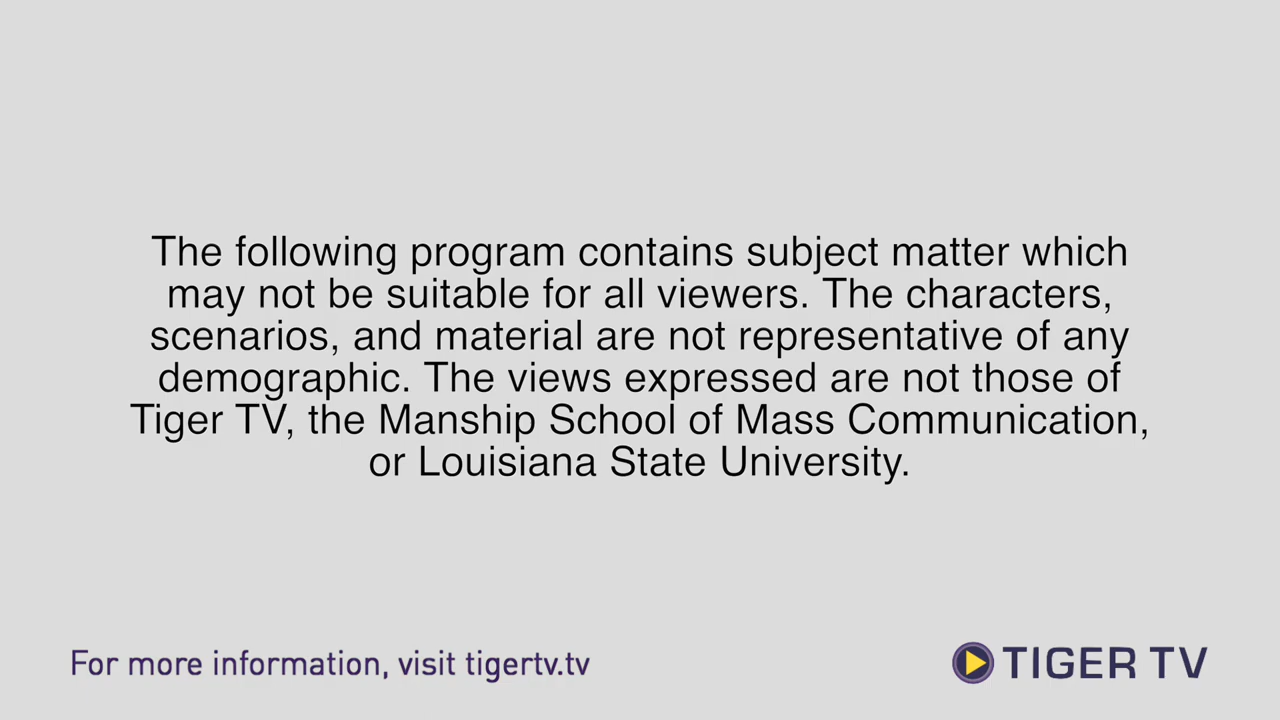 The following program contains subject matter which
may not be suitable for all viewers. The characters,
scenarios, and material are not representative of any
demographic. The views expressed are not those of
Tiger TV, the Manship School of Mass Communication,
or Louisiana State University.
For more information, visit tigertv.tv
TIGER TV